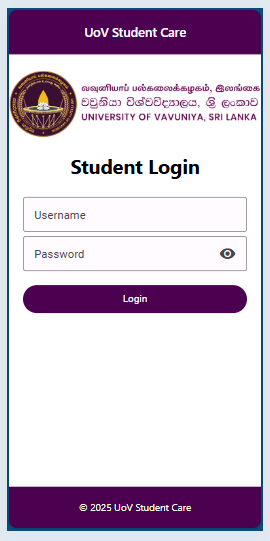 UoV Student Care
வவுனியாப் பல்கலைக்கழகம், இலங்கை
වවුනියා විශ්වවිද්‍යාලය, ශ්‍රී ලංකාව
UNIVERSITY OF VAVUNIYA, SRI LANKA
Student Login
Username
Password
Login
© 2025 UoV Student Care